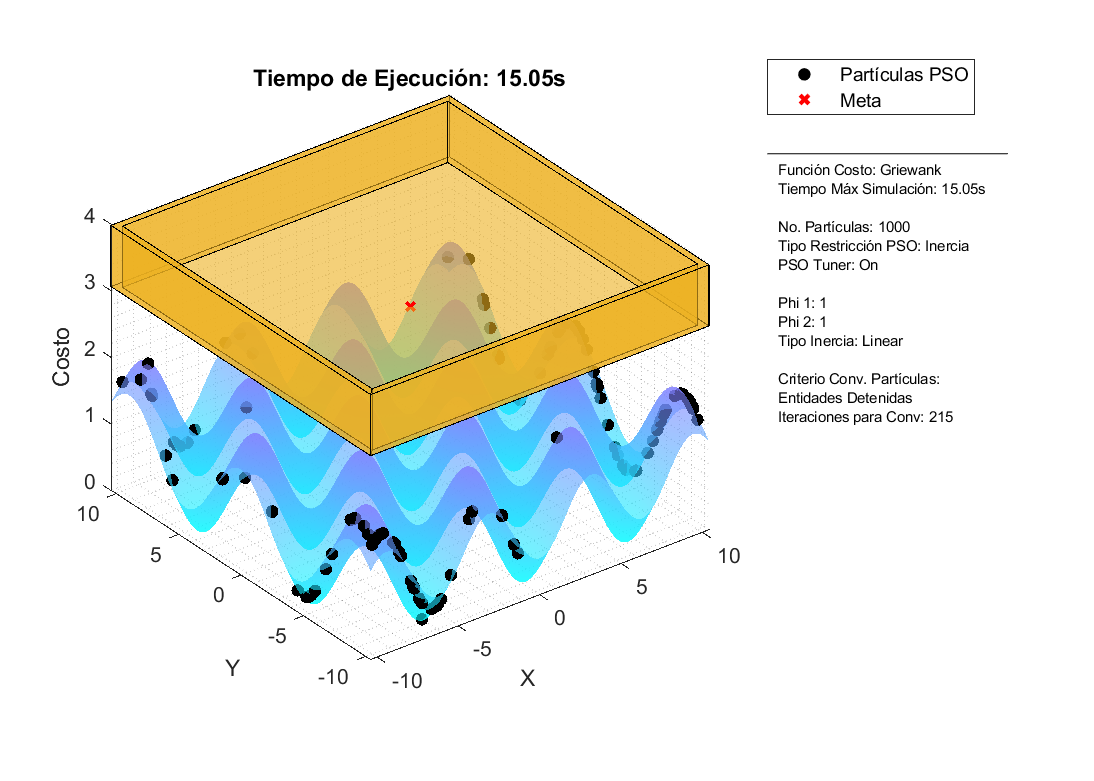 Tiempo de Ejecución: 15.05s
Partículas PSO
Meta
Función Costo: Griewank
Tiempo Máx Simulación: 15.05s
No. Partículas: 1000
Tipo Restricción PSO: Inercia
PSO Tuner: On
Phi 1: 1
Phi 2: 1
Tipo Inercia: Linear
Criterio Conv. Partículas:
Entidades Detenidas
Iteraciones para Conv: 215
Costo
4
3
2
1
0
10
5
0
-5
-10
Y
-10
-5
0
5
10
X